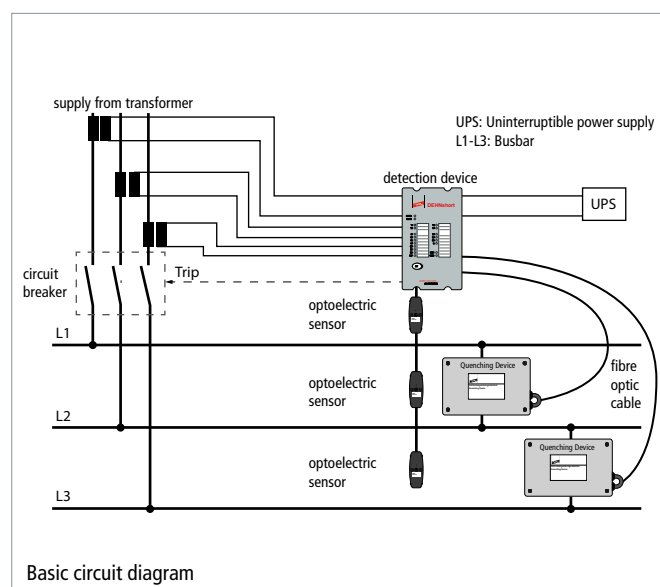 supply from transformer
UPS: Uninterruptible power supply
L1-L3: Busbar
detection device
DEHNshort
UPS
circuit
breaker
Trip
optoelectric
sensor
L1
Quenching Device
fibre
optic
cable
optoelectric
sensor
L2
Quenching Device
optoelectric
sensor
L3
Basic circuit diagram